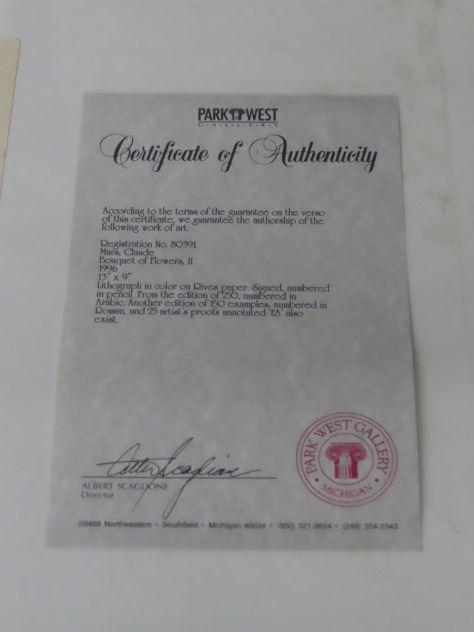 PARK WEST
GALLERY
Certificate of Authenticity
According to the terms of the guarantee on the verso
of this certificate, we guarantee the authorship of the
following work of art:
Registration No. 80391
Mars, Claude
Bouquet of Flowers, II
1996
13" x 9"
Lithograph in color on Rives paper. Signed, numbered
in pencil. From the edition of 250, numbered in
Arabic. Another edition of 150 examples, numbered in
Roman, and 25 artist's proofs annotated 'EA' also
exist.
ALBERT SCAGLIONE
Director
PARK WEST GALLERY
• MICHIGAN •
29469 Northwestern • Southfield • Michigan 48034 • (800) 521-9654 • (248) 354-2343